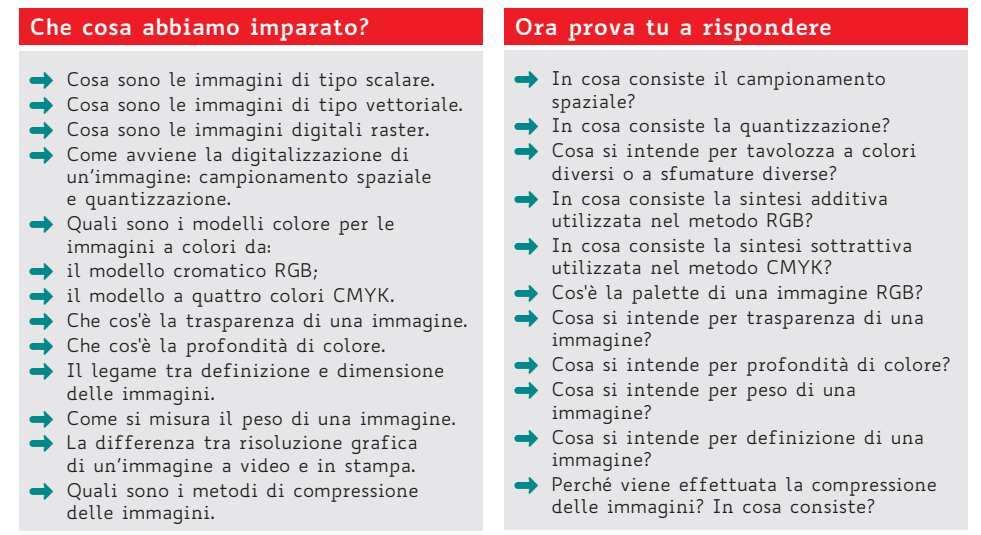 Che cosa abbiamo imparato?
Cosa sono le immagini di tipo scalare.
Cosa sono le immagini di tipo vettoriale.
Cosa sono le immagini digitali raster.
Come avviene la digitalizzazione di
un’immagine: campionamento spaziale
e quantizzazione.
Quali sono i modelli colore per le
immagini a colori da:
il modello cromatico RGB;
il modello a quattro colori CMYK.
Che cos'è la trasparenza di una immagine.
Che cos'è la profondità di colore.
Il legame tra definizione e dimensione
delle immagini.
Come si misura il peso di una immagine.
La differenza tra risoluzione grafica
di un’immagine a video e in stampa.
Quali sono i metodi di compressione
delle immagini.
Ora prova tu a rispondere
In cosa consiste il campionamento
spaziale?
In cosa consiste la quantizzazione?
Cosa si intende per tavolozza a colori
diversi o a sfumature diverse?
In cosa consiste la sintesi additiva
utilizzata nel metodo RGB?
In cosa consiste la sintesi sottrattiva
utilizzata nel metodo CMYK?
Cos'è la palette di una immagine RGB?
Cosa si intende per trasparenza di una
immagine?
Cosa si intende per profondità di colore?
Cosa si intende per peso di una
immagine?
Cosa si intende per definizione di una
immagine?
Perché viene effettuata la compressione
delle immagini? In cosa consiste?